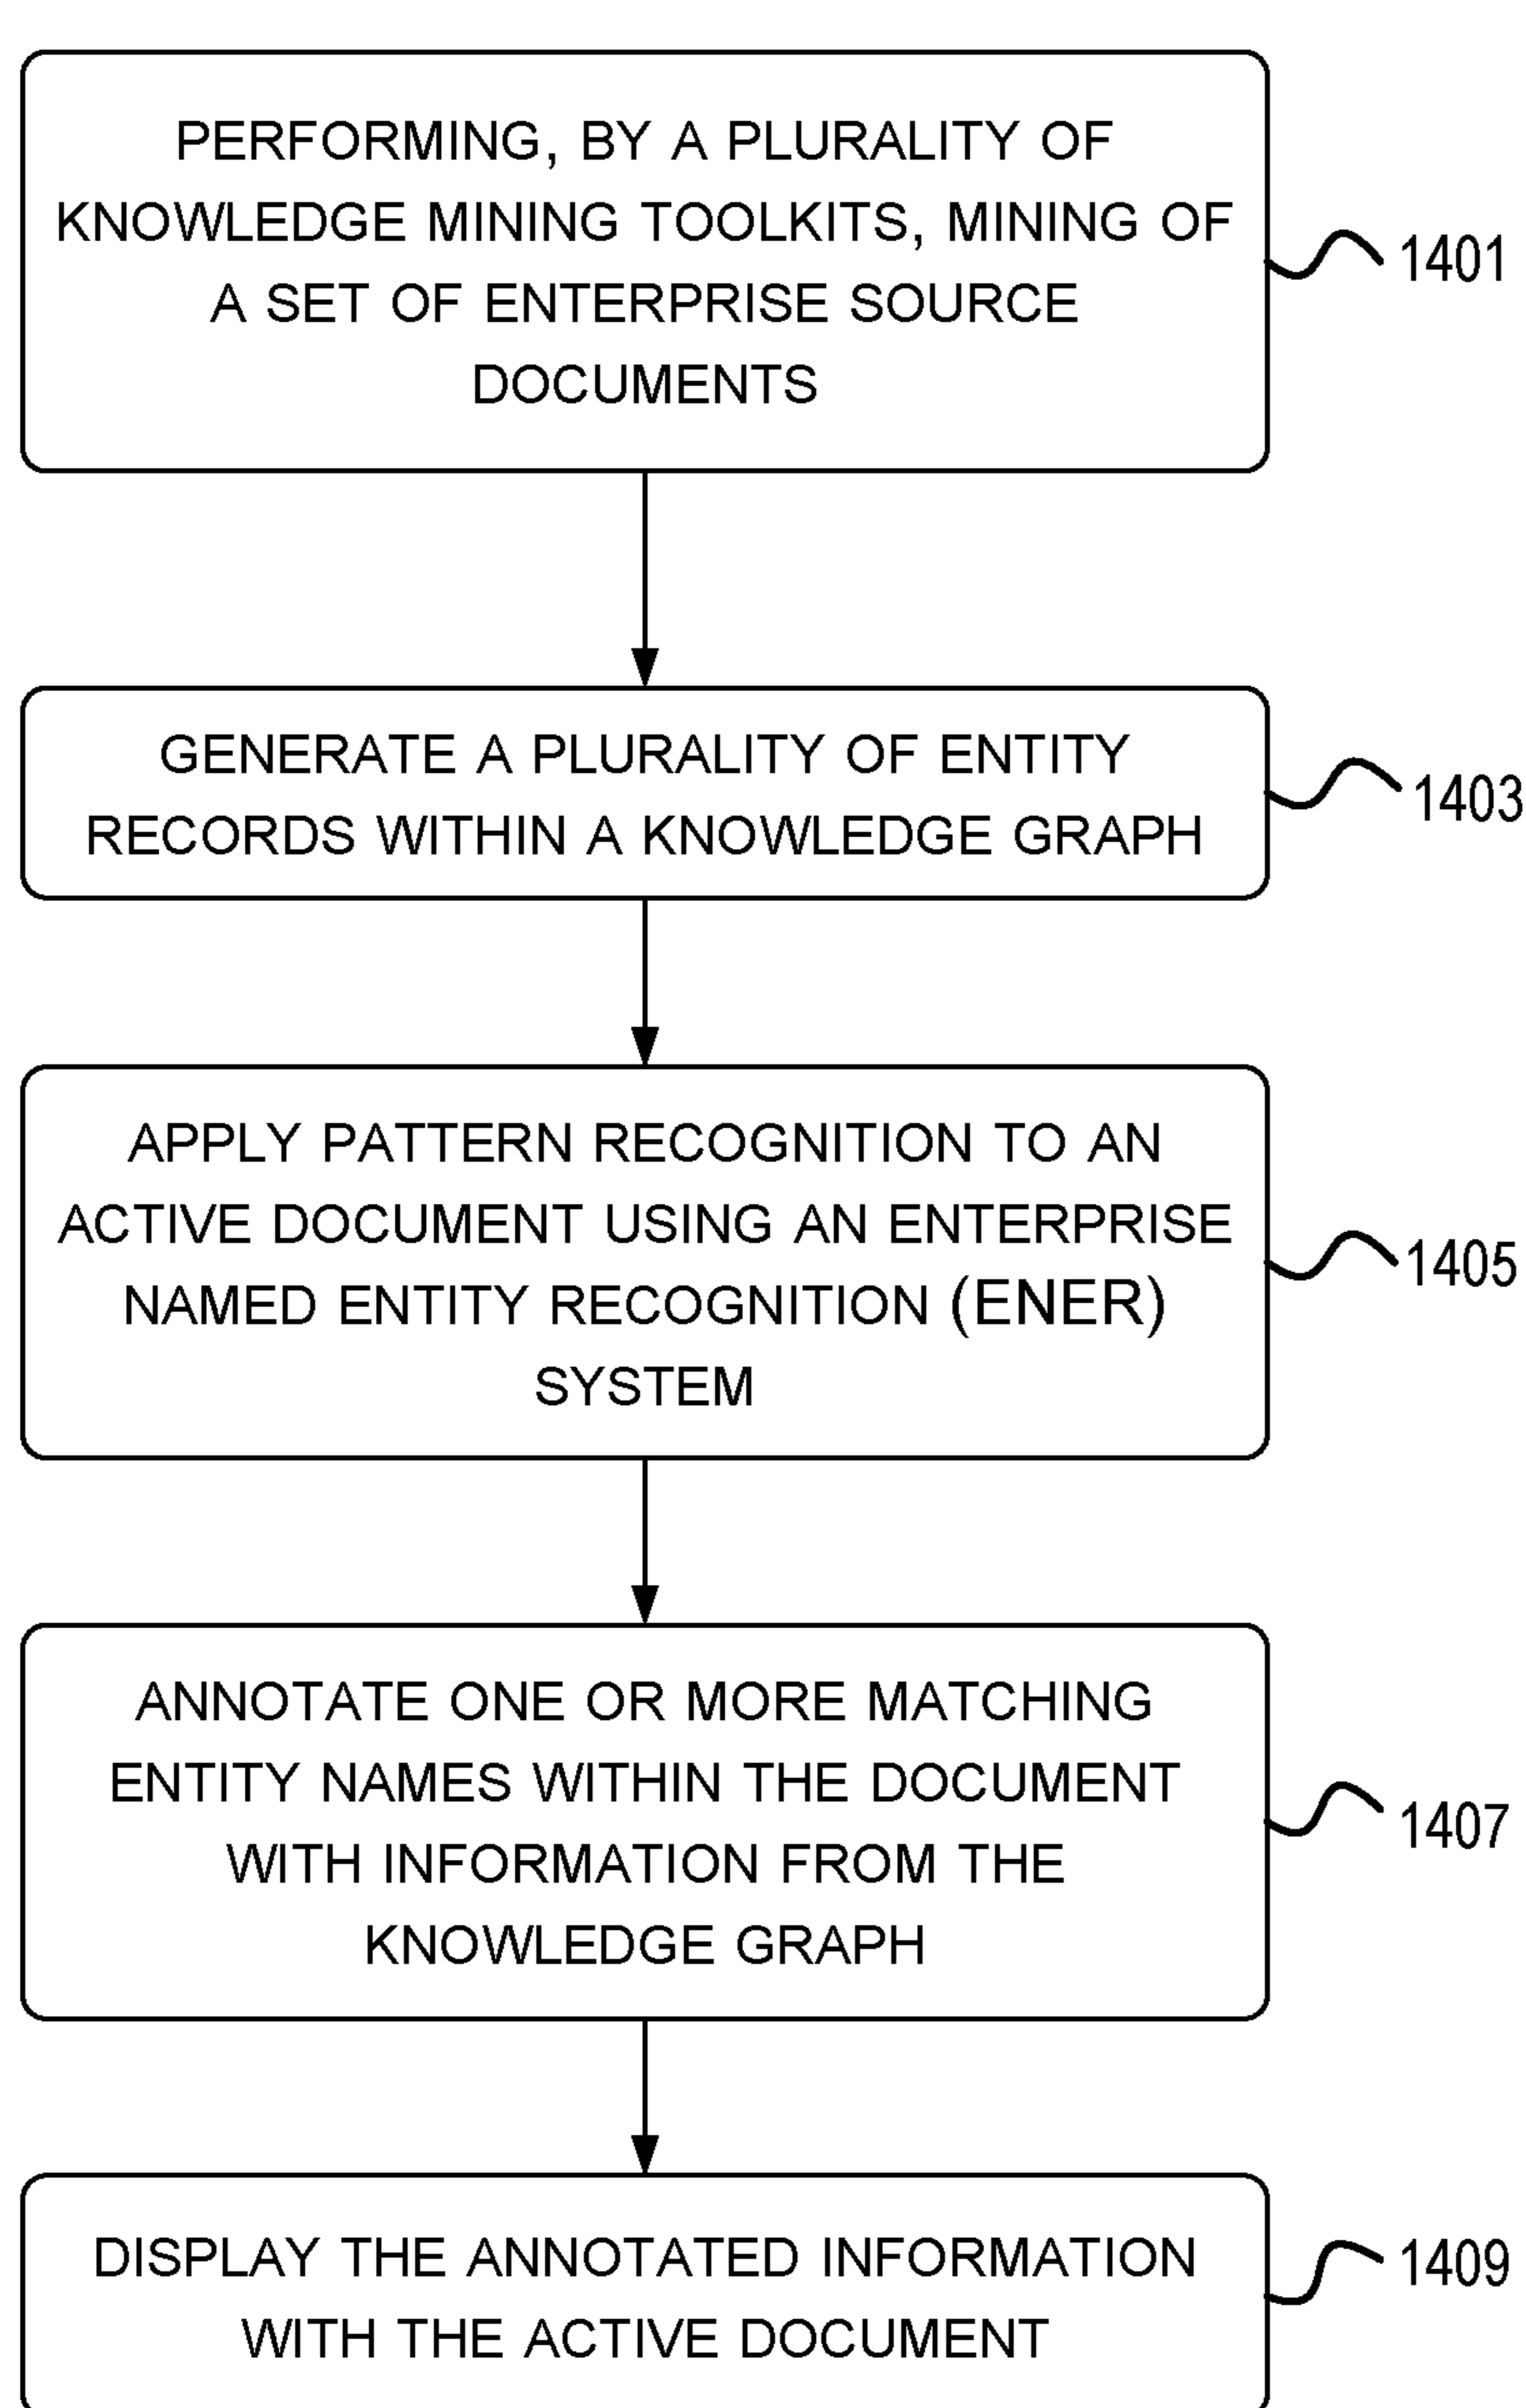 PERFORMING, BY A PLURALITY OF
KNOWLEDGE MINING TOOLKITS, MINING OF
A SET OF ENTERPRISE SOURCE
DOCUMENTS
1401
GENERATE A PLURALITY OF ENTITY
RECORDS WITHIN A KNOWLEDGE GRAPH
1403
APPLY PATTERN RECOGNITION TO AN
ACTIVE DOCUMENT USING AN ENTERPRISE
NAMED ENTITY RECOGNITION (ENER)
SYSTEM
1405
ANNOTATE ONE OR MORE MATCHING
ENTITY NAMES WITHIN THE DOCUMENT
WITH INFORMATION FROM THE
KNOWLEDGE GRAPH
1407
DISPLAY THE ANNOTATED INFORMATION
WITH THE ACTIVE DOCUMENT
1409